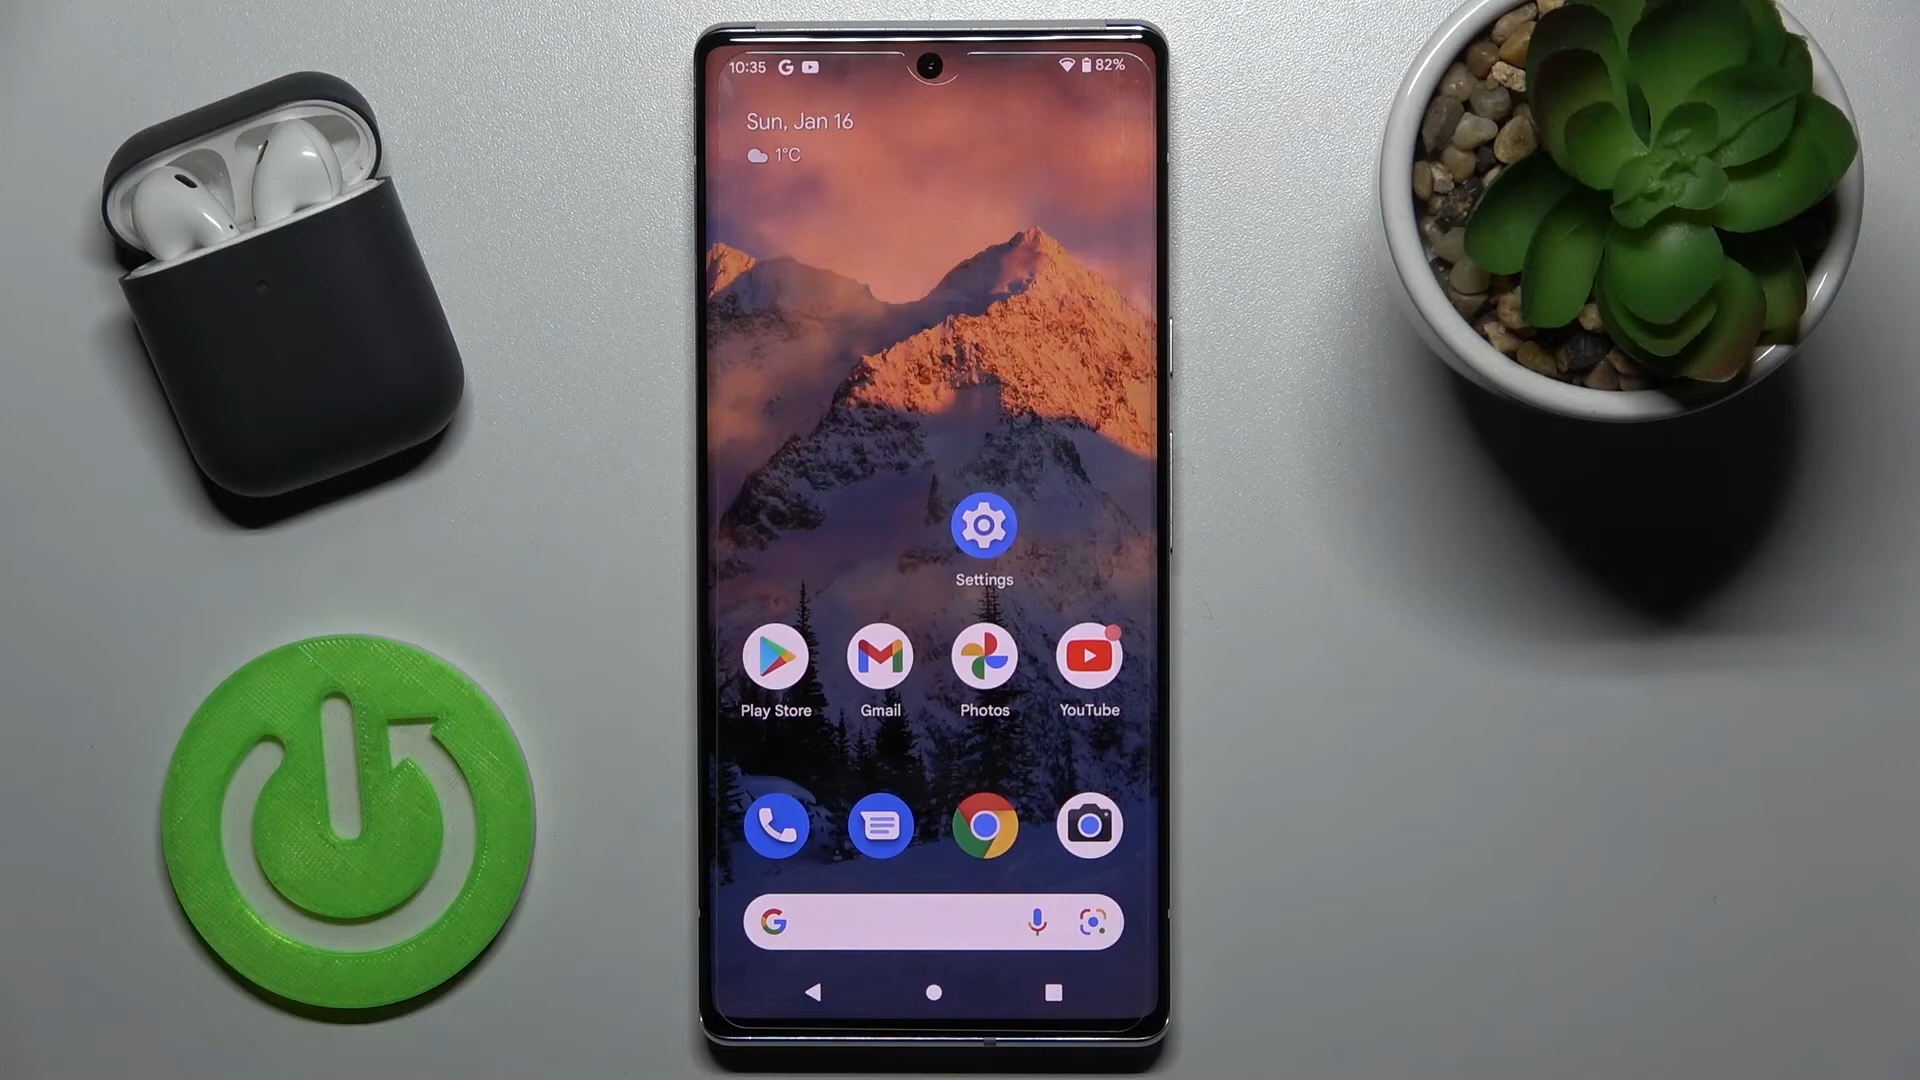 10:35
82%
Sun, Jan 16
1°C
Settings
Play Store Gmail Photos YouTube